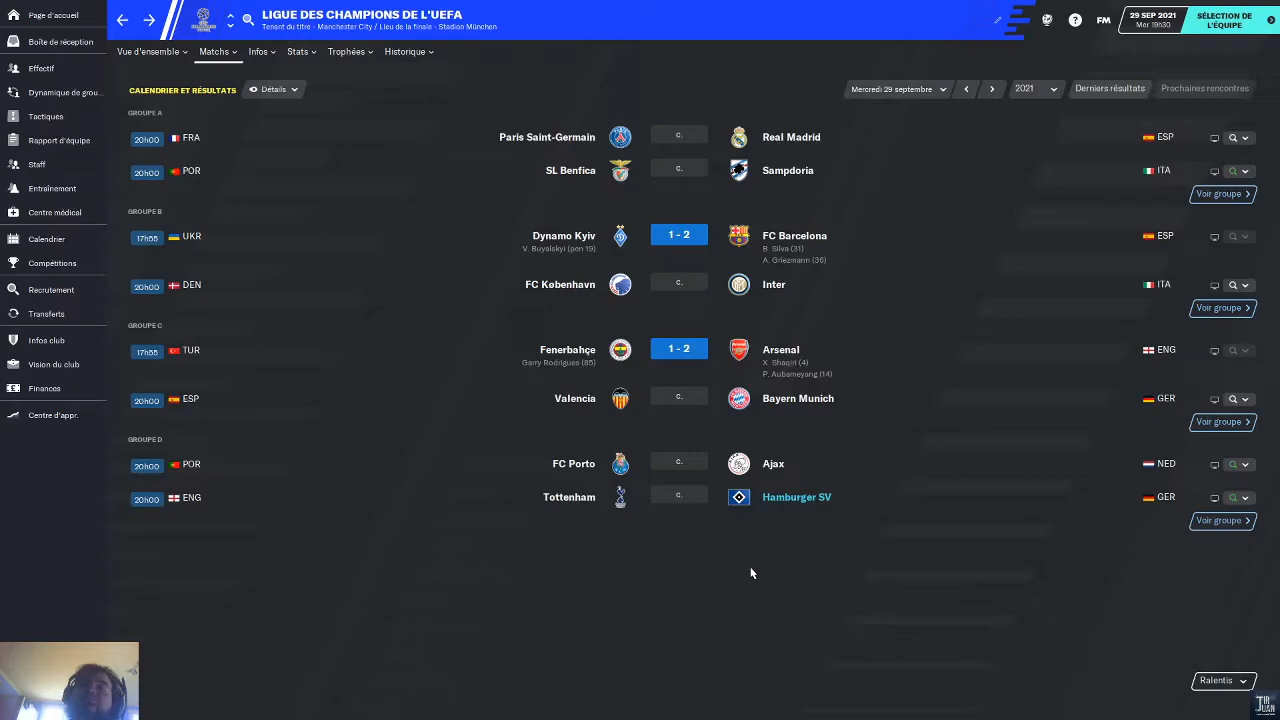 Page d'accueil
Boîte de réception
Effectif
Dynamique de grou...
Tactiques
Rapport d'équipe
Staff
Entraînement
Centre médical
Calendrier
Compétitions
Recrutement
Transferts
Infos club
Vision du club
Finances
Centre d'appr.
LIGUE DES CHAMPIONS DE L'UEFA
Tenant du titre - Manchester City / Lieu de la finale - Stadion München
FM
29 SEP 2021
Mer 19h30
SÉLECTION DE L'ÉQUIPE
Vue d'ensemble Matchs Infos Stats Trophées Historique
CALENDRIER ET RÉSULTATS Détails Mercredi 29 septembre 2021 Derniers résultats Prochaines rencontres
GROUPE A
20h00 FRA Paris Saint-Germain c. Real Madrid ESP
20h00 POR SL Benfica c. Sampdoria ITA
Voir groupe
GROUPE B
17h55 UKR Dynamo Kyiv 1 - 2 FC Barcelona ESP
V. Buyalskyi (pen 19) B. Silva (31)
A. Griezmann (36)
20h00 DEN FC København c. Inter ITA
Voir groupe
GROUPE C
17h55 TUR Fenerbahçe 1 - 2 Arsenal ENG
Garry Rodrigues (85) X. Shaqiri (4)
P. Aubameyang (14)
20h00 ESP Valencia c. Bayern Munich GER
Voir groupe
GROUPE D
20h00 POR FC Porto c. Ajax NED
20h00 ENG Tottenham c. Hamburger SV GER
Voir groupe
Ralentis